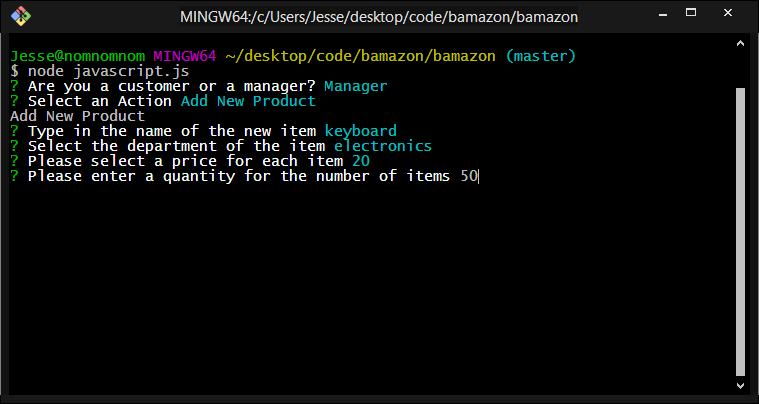 MINGW64:/c/Users/Jesse/desktop/code/bamazon/bamazon
Jesse@nomnomnom MINGW64 ~/desktop/code/bamazon/bamazon (master)
$ node javascript.js
? Are you a customer or a manager? Manager
? Select an Action Add New Product
Add New Product
? Type in the name of the new item keyboard
? Select the department of the item electronics
? Please select a price for each item 20
? Please enter a quantity for the number of items 50